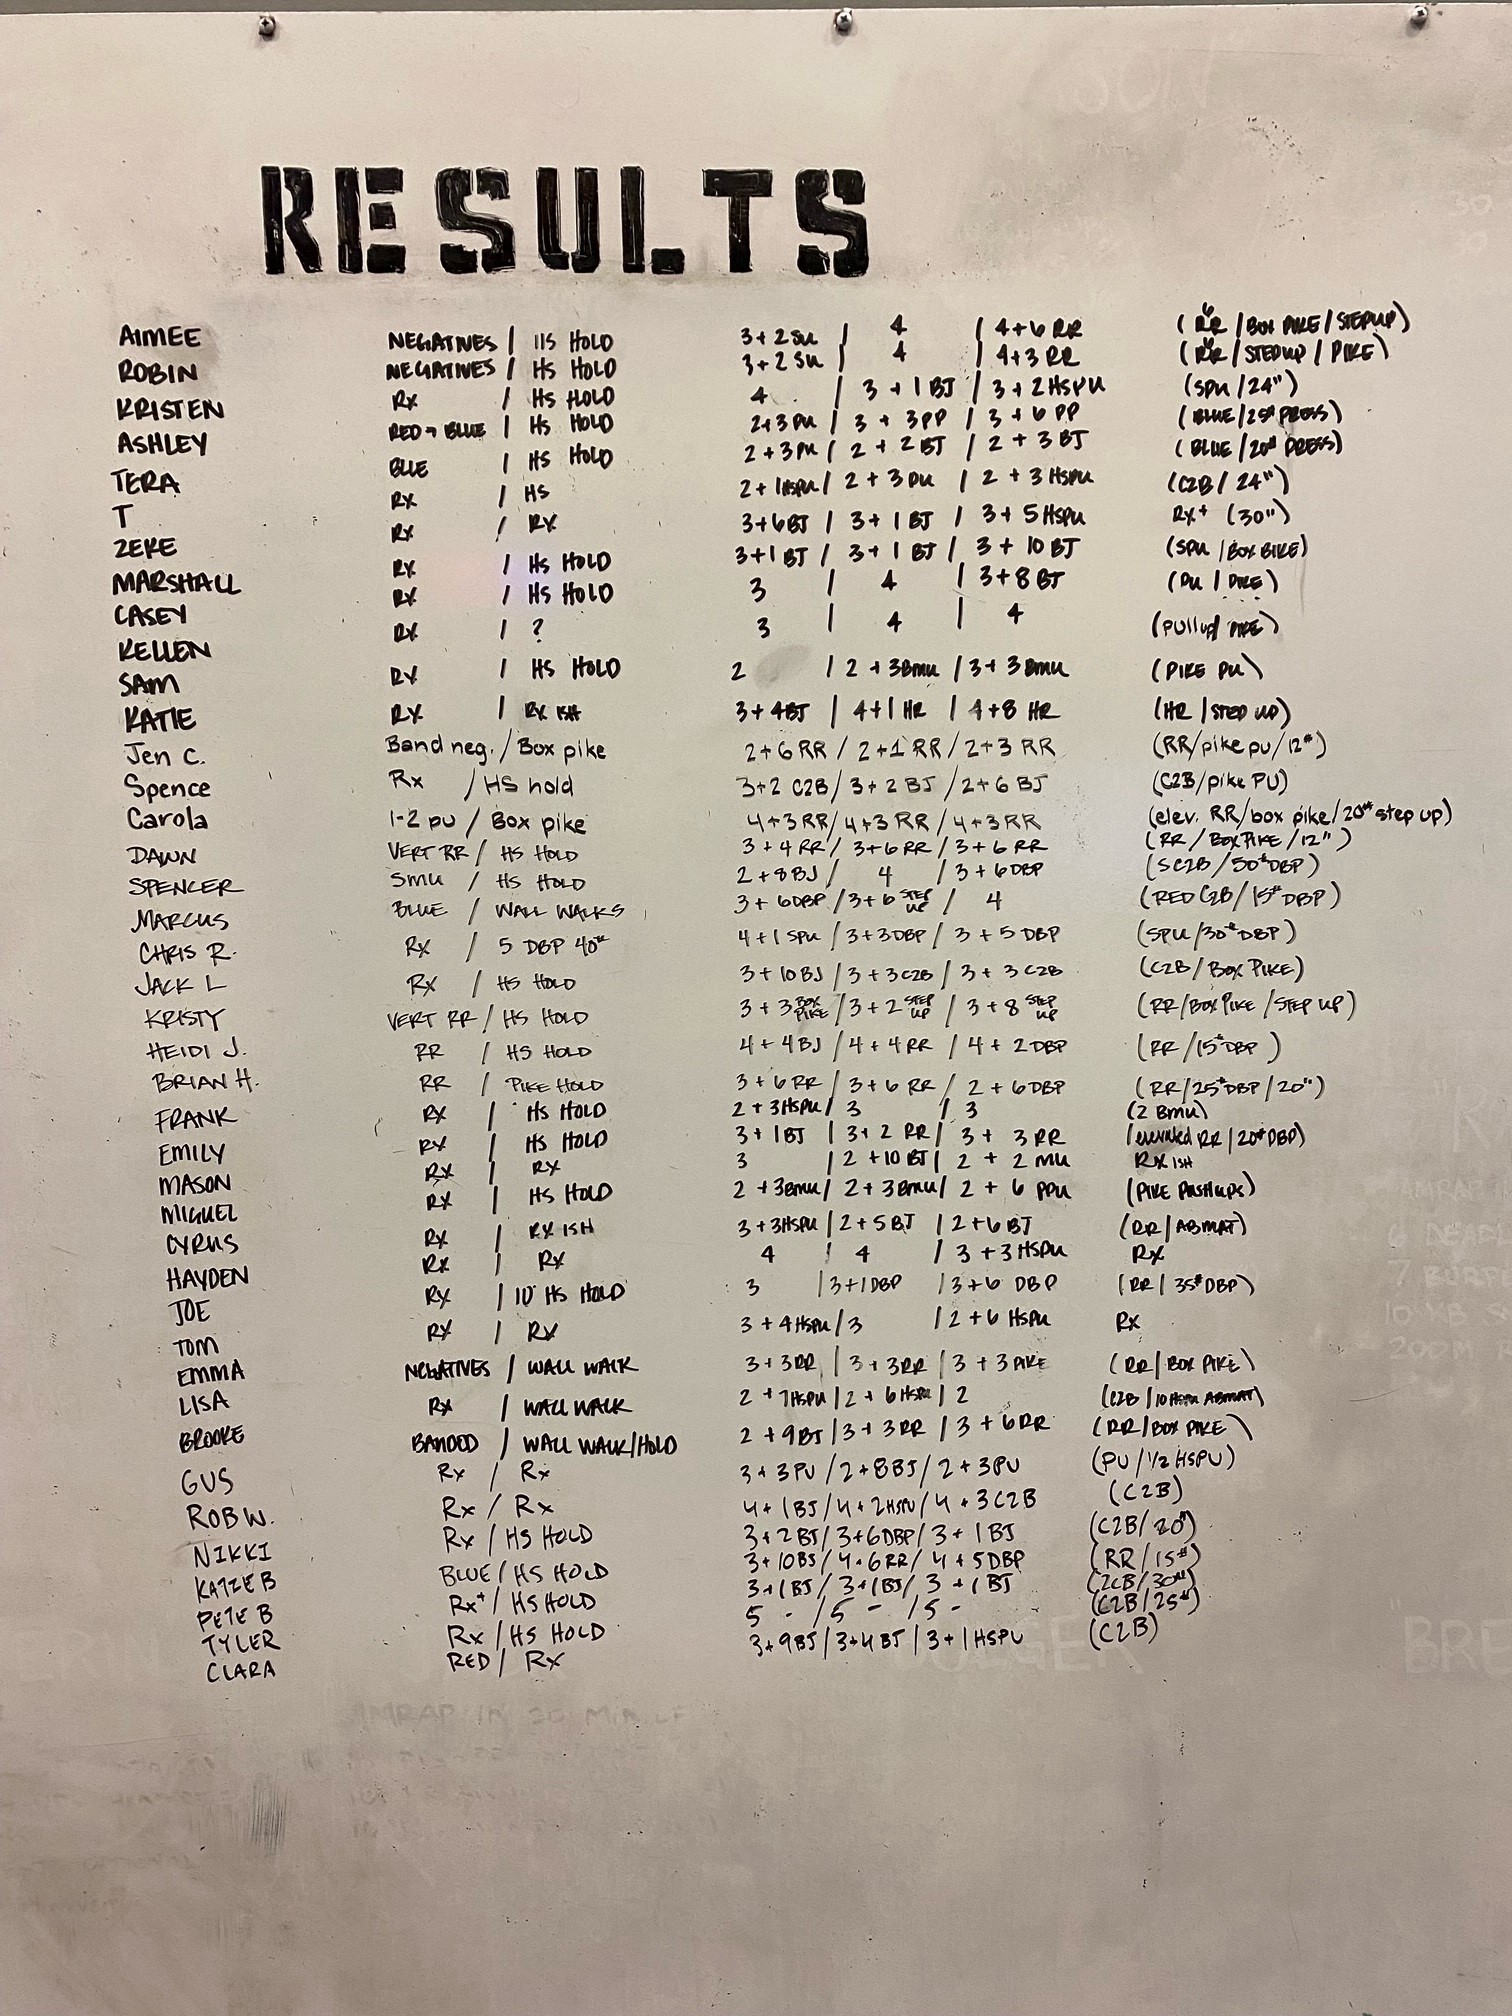 RESULTS
AIMEE NEGATIVES / HS HOLD 3+2 SU / 4 / 4+6 RR (RR / BOX PIKE / STEPUP)
ROBIN NEGATIVES / HS HOLD 3+2 SU / 4 / 4+3 RR (RR / STEPUP / PIKE)
KRISTEN RX / HS HOLD 4 / 3+1 BJ / 3+2 HSPU (SPU / 24")
ASHLEY RED → BLUE / HS HOLD 2+3 PU / 3+3 PP / 3+6 PP (BLUE / 25# PRESS)
TERA BLUE / HS HOLD 2+3 PU / 2+2 BJ / 2+3 BJ (BLUE / 20# PRESS)
T RX / HS 2+1 HSPU / 2+3 PU / 2+3 HSPU (C2B / 24")
ZEKE RX / RX 3+6 BJ / 3+1 BJ / 3+5 HSPU RX+ (30")
MARSHALL RX / HS HOLD 3+1 BJ / 3+1 BJ / 3+10 BJ (SPU / BOX BIKE)
CASEY RX / HS HOLD 3 / 4 / 3+8 BJ (PU / PIKE)
KELLEN RX / ? 3 / 4 / 4 (pullup / PIKE)
SAM RX / HS HOLD 2 / 2+3 BMU / 3+3 BMU (PIKE PU)
KATIE RX / RX ISH 3+4 BJ / 4+1 HR / 4+8 HR (HR / STEP UP)
Jen C. Band neg. / Box pike 2+6 RR / 2+1 RR / 2+3 RR (RR/pike pu/12")
Spence Rx / HS hold 3+2 C2B / 3+2 BJ / 2+6 BJ (C2B/pike PU)
Carola 1-2 pu / Box pike 4+3 RR / 4+3 RR / 4+3 RR (elev. RR/box pike/20# step up)
DAWN VERT RR / HS HOLD 3+4 RR / 3+6 RR / 3+6 RR (RR / BOX PIKE / 12")
SPENCER SMU / HS HOLD 2+8 BJ / 4 / 3+6 DBP (SC2B / 50# DBP)
MARCUS BLUE / WALL WALKS 3+6 DBP / 3+6 STEP UP / 4 (RED C2B / 15# DBP)
CHRIS R. RX / 5 DBP 40# 4+1 SPU / 3+3 DBP / 3+5 DBP (SPU/30# DBP)
JACK L RX / HS HOLD 3+10 BJ / 3+3 C2B / 3+3 C2B (C2B / BOX PIKE)
KRISTY VERT RR / HS HOLD 3+3 BOX PIKE / 3+2 STEP UP / 3+8 STEP UP (RR/BOX PIKE / STEP UP)
HEIDI J. RR / HS HOLD 4+4 BJ / 4+4 RR / 4+2 DBP (RR / 15# DBP)
BRIAN H. RR / PIKE HOLD 3+6 RR / 3+6 RR / 2+6 DBP (RR/25# DBP/20")
FRANK RX / HS HOLD 2+3 HSPU / 3 / 3 (2 BMU)
EMILY RX / HS HOLD 3+1 BJ / 3+2 RR / 3+3 RR (elevated RR / 20# DBP)
MASON RX / RX 3 / 2+10 BJ / 2+2 MU RX ISH
MIGUEL RX / HS HOLD 2+3 BMU / 2+3 BMU / 2+6 PPU (PIKE PUSHUPS)
CYRUS RX / RX ISH 3+3 HSPU / 2+5 BJ / 2+6 BJ (RR / ABMAT)
HAYDEN RX / RX 4 / 4 / 3+3 HSPU RX
JOE RX / 10" HS HOLD 3 / 3+1 DBP / 3+6 DBP (RR / 35# DBP)
TOM RX / RX 3+4 HSPU / 3 / 2+6 HSPU RX
EMMA NEGATIVES / WALL WALK 3+3 RR / 3+3 RR / 3+3 PIKE (RR / BOX PIKE)
LISA RX / WALL WALK 2+7 HSPU / 2+6 HSPU / 2 (C2B / 10 HSPU ABMAT)
BROOKE BANDED / WALL WALK/HOLD 2+9 BJ / 3+3 RR / 3+6 RR (RR / BOX PIKE)
GUS Rx / Rx 3+3 PU / 2+8 BJ / 2+3 PU (PU / 1/2 HSPU)
ROB W. Rx / Rx 4+1 BJ / 4+2 HSPU / 4+3 C2B (C2B)
NIKKI Rx / HS HOLD 3+2 BJ / 3+6 DBP / 3+1 BJ (C2B/20")
KATIE B BLUE / HS HOLD 3+10 BJ / 4+6 RR / 4+5 DBP (RR / 15#)
PETE B Rx+ / HS HOLD 3+1 BJ / 3+1 BJ / 3+1 BJ (2CB/30#)
TYLER Rx / HS HOLD 5 - / 5 - / 5 - (C2B/25#)
CLARA RED / Rx 3+9 BJ / 3+4 BJ / 3+1 HSPU (C2B)